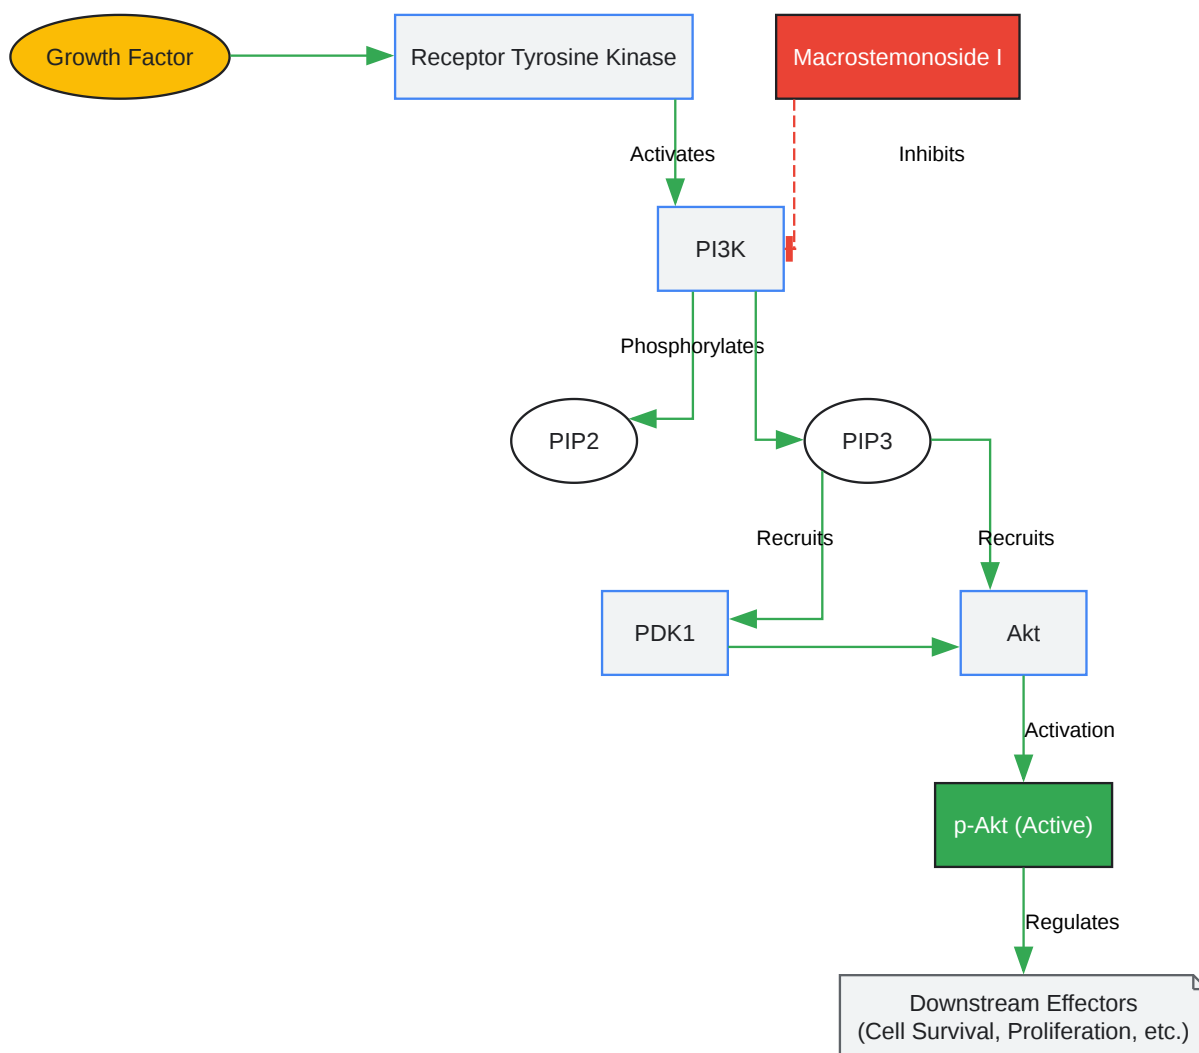 Growth Factor
Receptor Tyrosine Kinase
Macrostemonoside I
Activates
Inhibits
PI3K
Phosphorylates
PIP2
PIP3
Recruits
Recruits
PDK1
Akt
Activation
p-Akt (Active)
Regulates
Downstream Effectors
(Cell Survival, Proliferation, etc.)